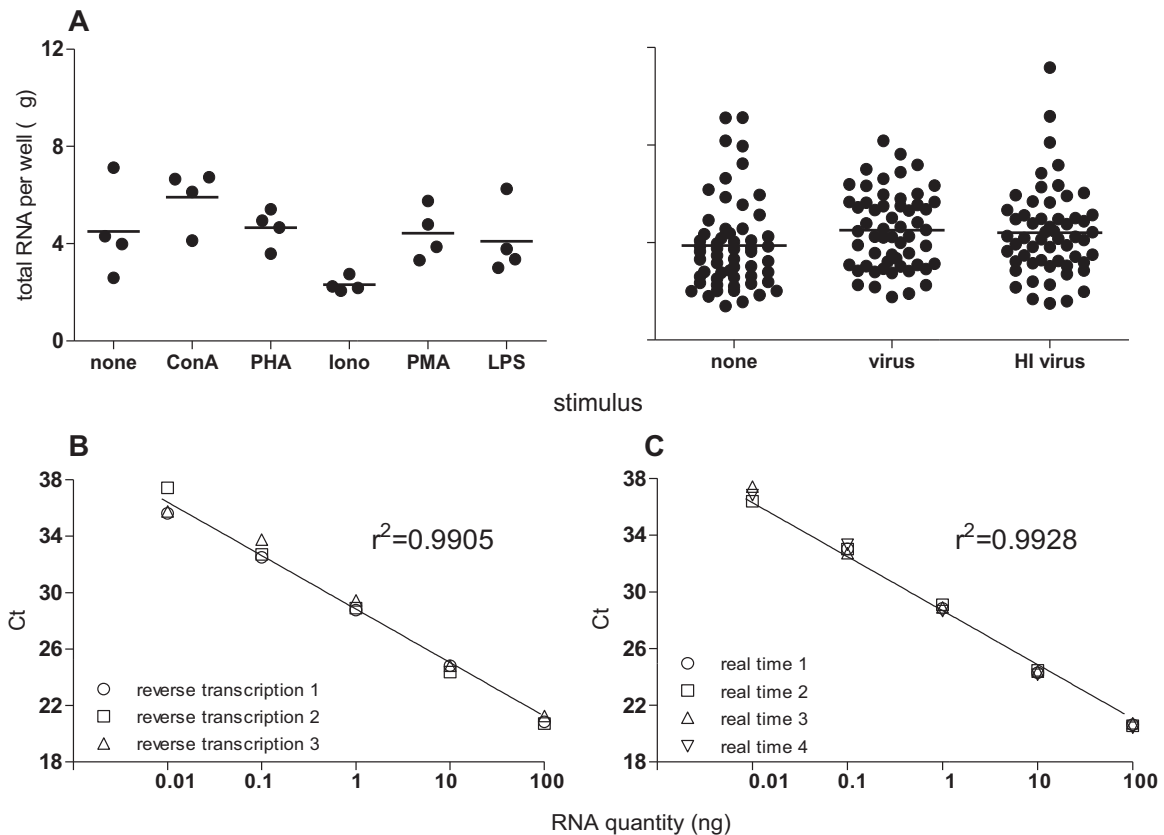 A
total RNA per well ( g)
12
8
4
0
none ConA PHA Iono PMA LPS
none virus HI virus
stimulus
B
Ct
38
34
30
26
22
18
r²=0.9905
reverse transcription 1
reverse transcription 2
reverse transcription 3
0.01 0.1 1 10 100
C
Ct
38
34
30
26
22
18
r²=0.9928
real time 1
real time 2
real time 3
real time 4
0.01 0.1 1 10 100
RNA quantity (ng)